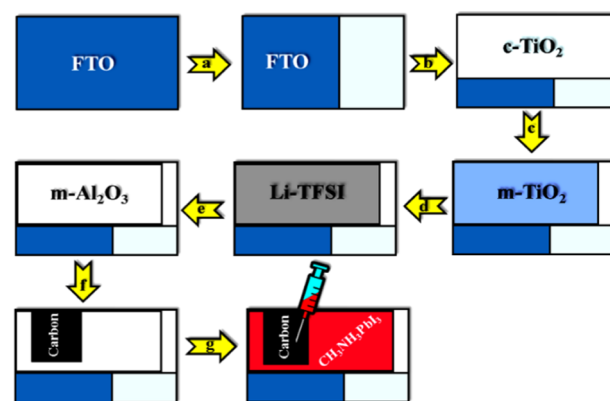 FTO
a
FTO
b
c-TiO₂
c
m-TiO₂
d
Li-TFSI
e
m-Al₂O₃
f
Carbon
g
Carbon
CH₃NH₃PbI₃